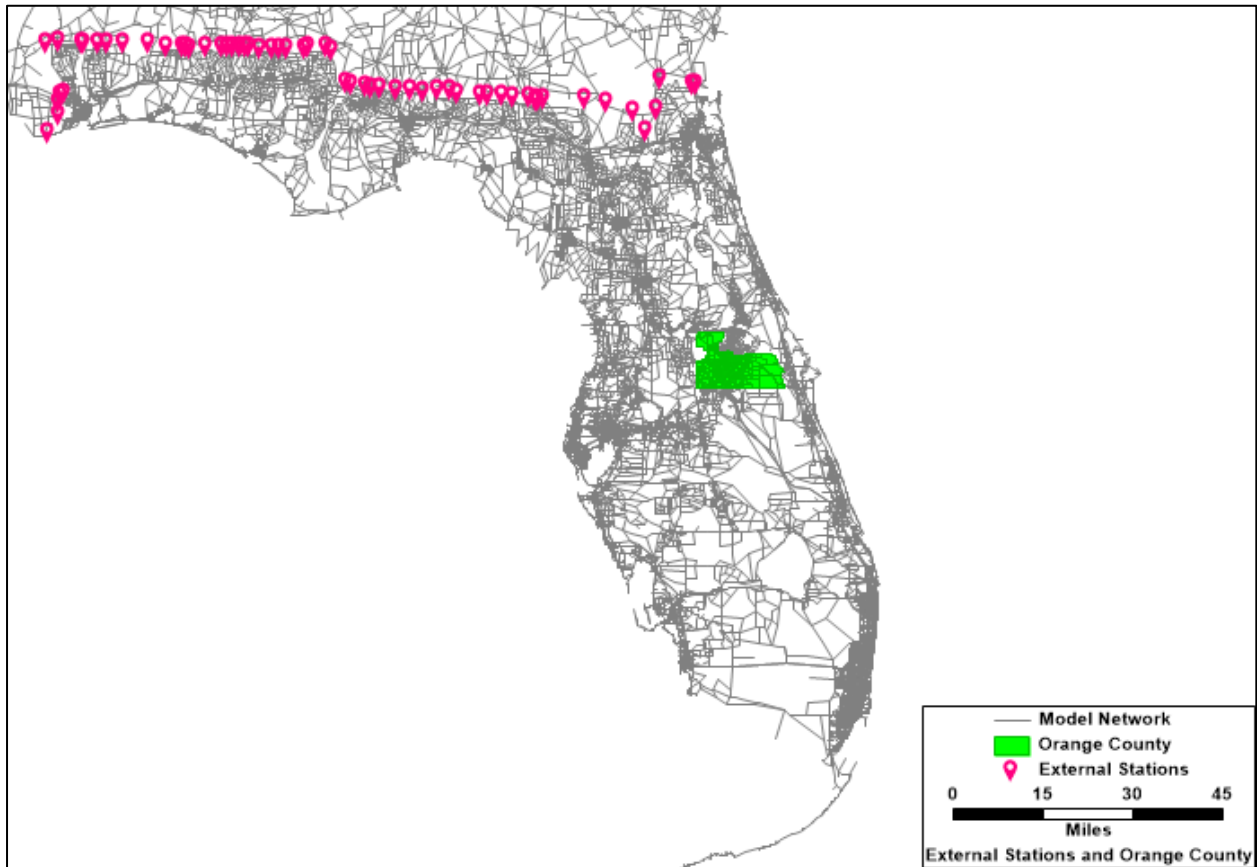 Model Network
Orange County
External Stations
0 15 30 45
Miles
External Stations and Orange County